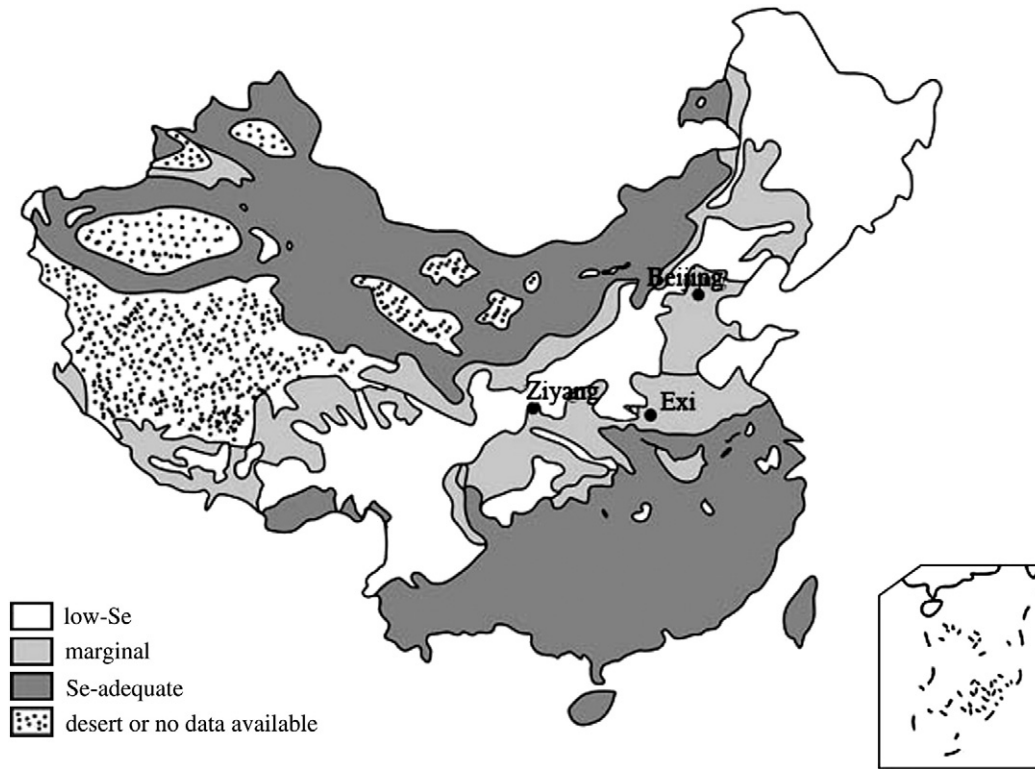 Beijing
Ziyang
Exi
low-Se
marginal
Se-adequate
desert or no data available